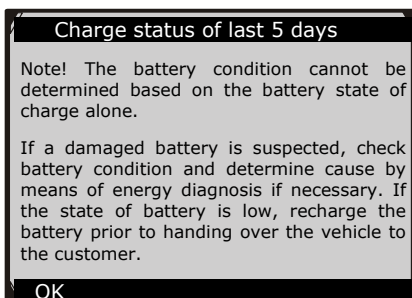 Charge status of last 5 days
Note! The battery condition cannot be
determined based on the battery state of
charge alone.
If a damaged battery is suspected, check
battery condition and determine cause by
means of energy diagnosis if necessary. If
the state of battery is low, recharge the
battery prior to handing over the vehicle to
the customer.
OK